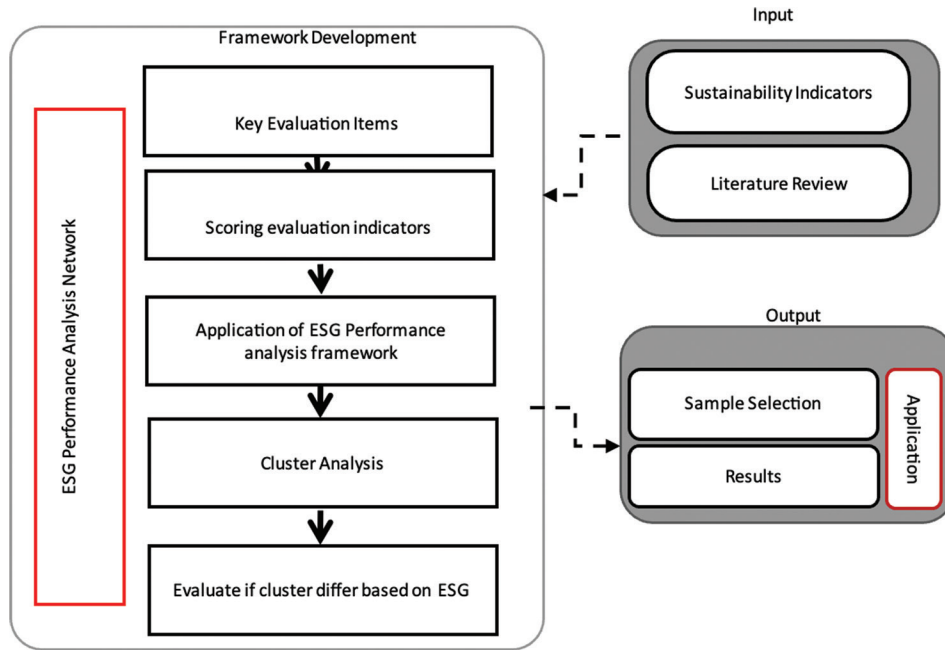 Framework Development
ESG Performance Analysis Network
Key Evaluation Items
Scoring evaluation indicators
Application of ESG Performance
analysis framework
Cluster Analysis
Evaluate if cluster differ based on ESG
Input
Sustainability Indicators
Literature Review
Output
Sample Selection
Results
Application